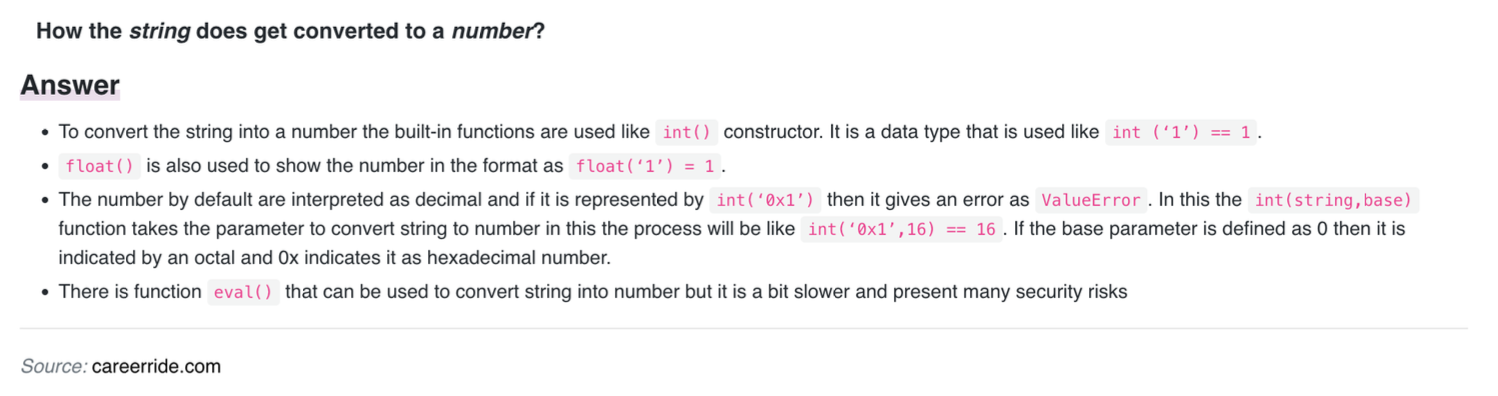 How the string does get converted to a number?
Answer
• To convert the string into a number the built-in functions are used like int() constructor. It is a data type that is used like int (‘1’) == 1.
• float() is also used to show the number in the format as float(‘1’) = 1.
• The number by default are interpreted as decimal and if it is represented by int(‘0x1’) then it gives an error as ValueError. In this the int(string,base)
function takes the parameter to convert string to number in this the process will be like int(‘0x1’,16) == 16. If the base parameter is defined as 0 then it is
indicated by an octal and 0x indicates it as hexadecimal number.
• There is function eval() that can be used to convert string into number but it is a bit slower and present many security risks
Source: careerride.com